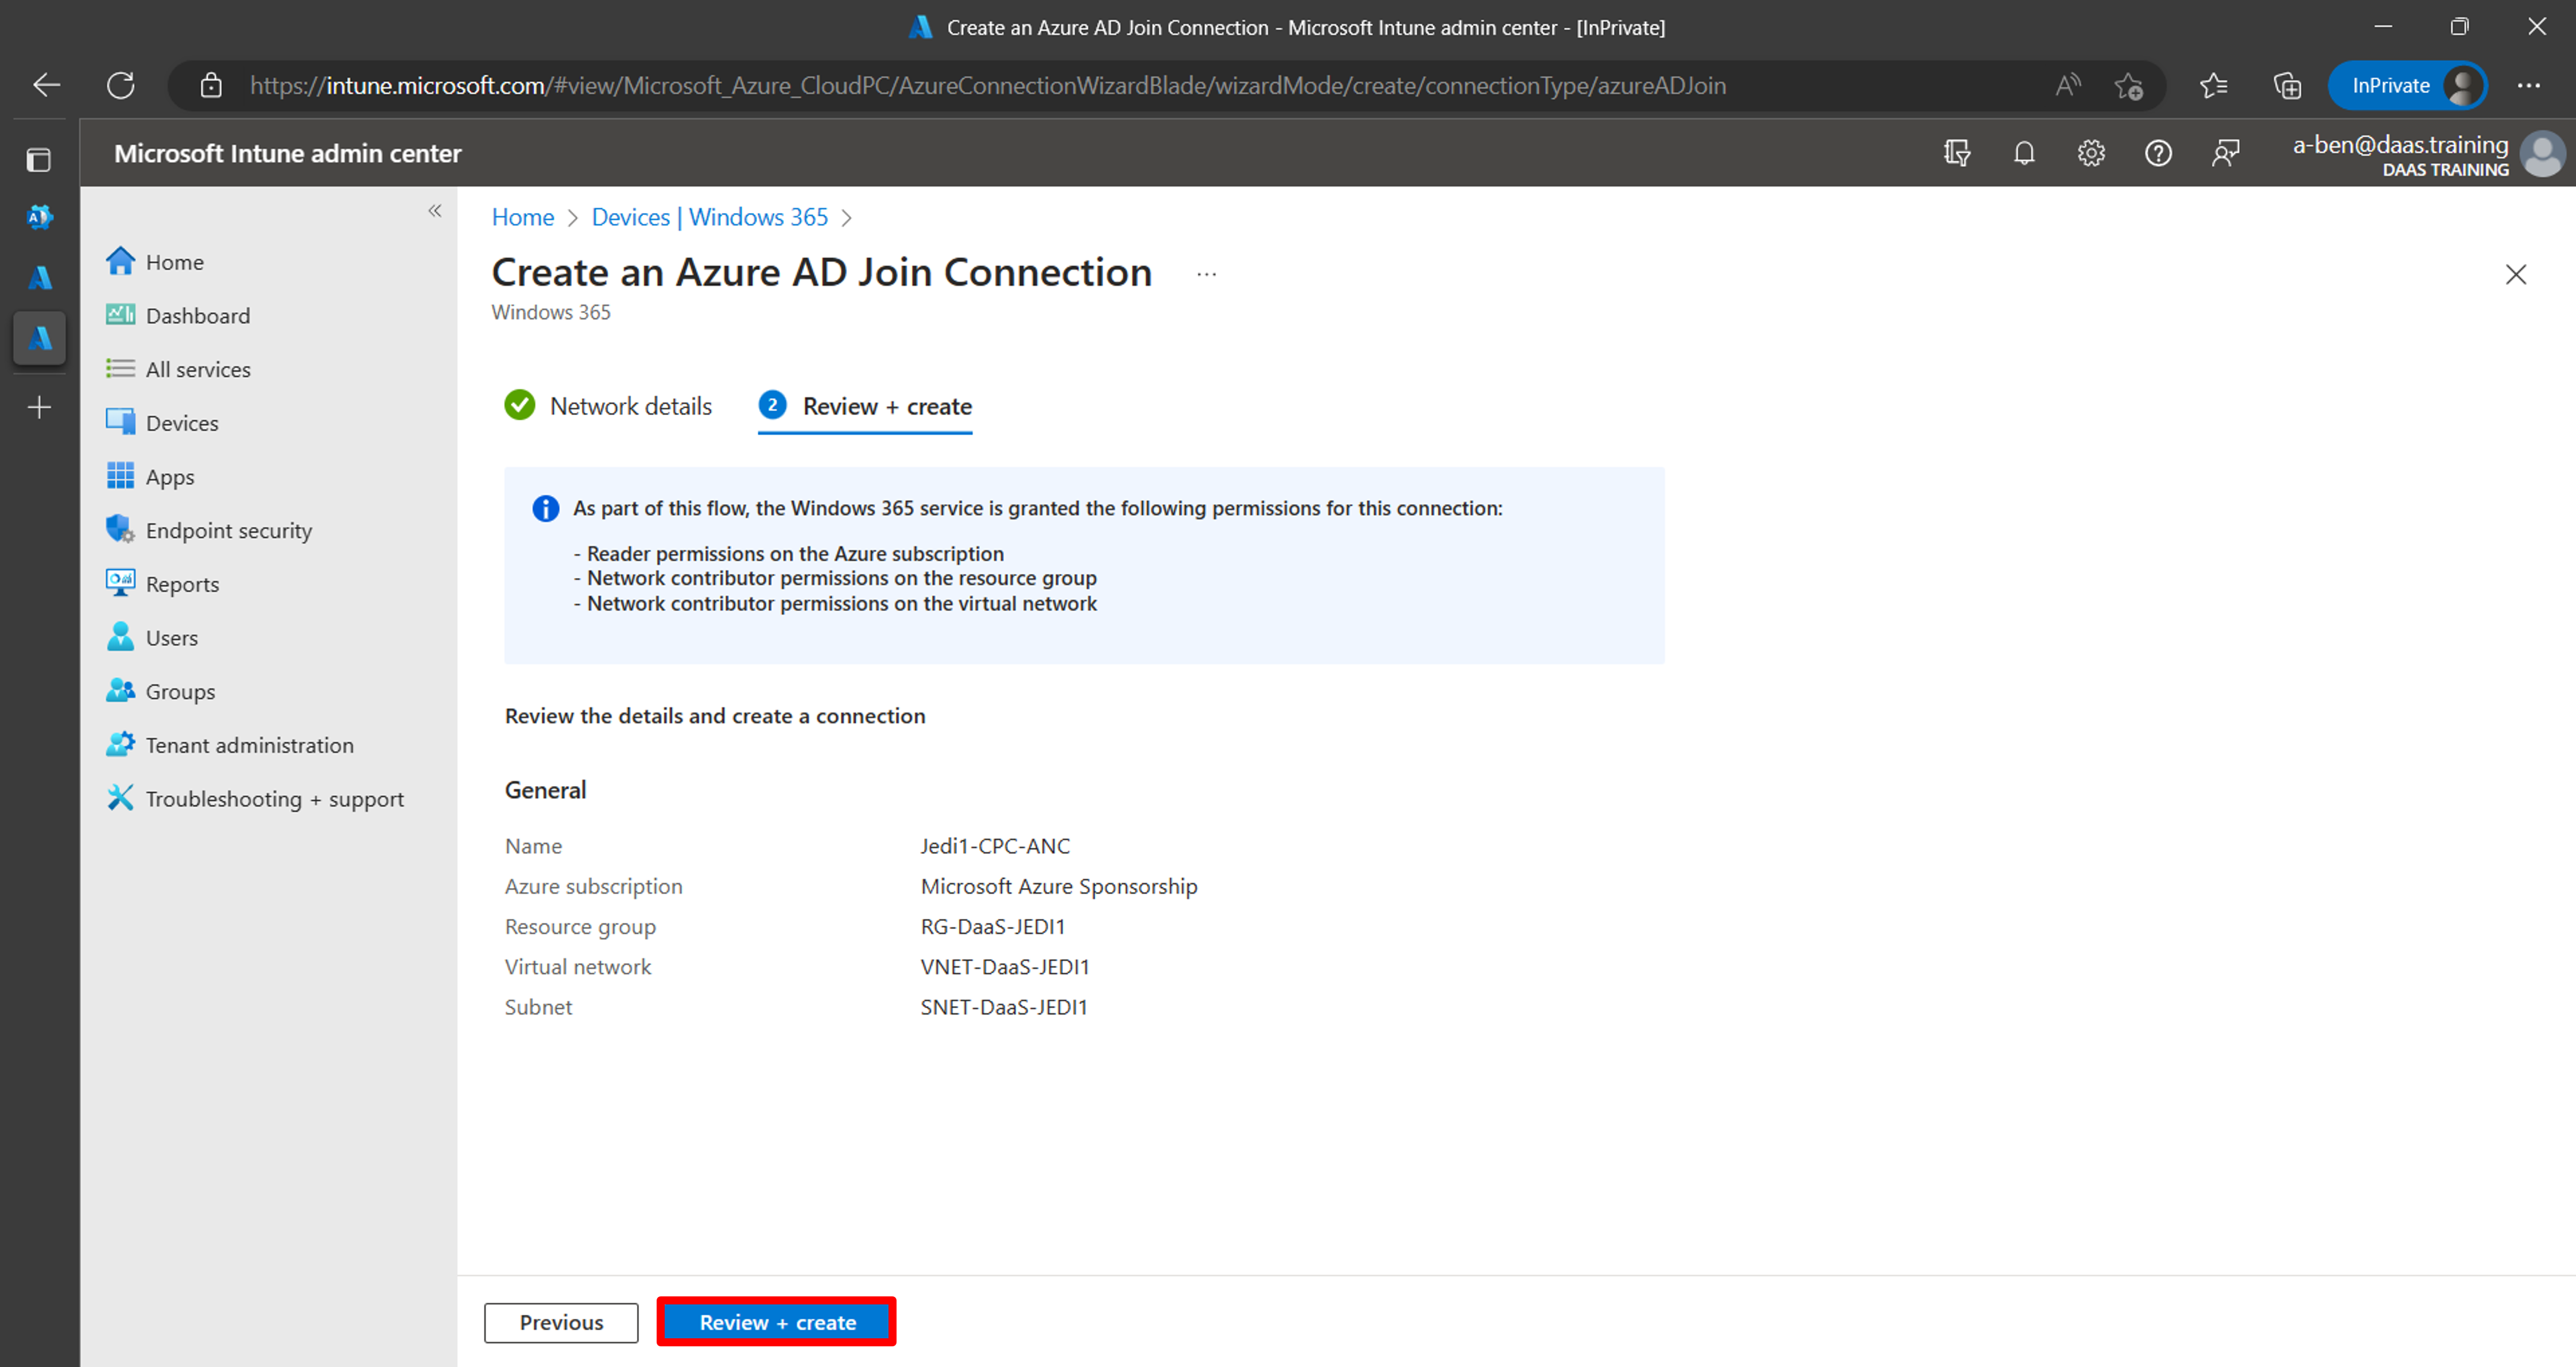 Create an Azure AD Join Connection - Microsoft Intune admin center - [InPrivate]
https://intune.microsoft.com/#view/Microsoft_Azure_CloudPC/AzureConnectionWizardBlade/wizardMode/create/connectionType/azureADJoin
InPrivate
Microsoft Intune admin center
a-ben@daas.training
DAAS TRAINING
Home
Dashboard
All services
Devices
Apps
Endpoint security
Reports
Users
Groups
Tenant administration
Troubleshooting + support
Home > Devices | Windows 365 >
Create an Azure AD Join Connection ...
Windows 365
Network details
2 Review + create
As part of this flow, the Windows 365 service is granted the following permissions for this connection:
- Reader permissions on the Azure subscription
- Network contributor permissions on the resource group
- Network contributor permissions on the virtual network
Review the details and create a connection
General
Name Jedi1-CPC-ANC
Azure subscription Microsoft Azure Sponsorship
Resource group RG-DaaS-JEDI1
Virtual network VNET-DaaS-JEDI1
Subnet SNET-DaaS-JEDI1
Previous Review + create